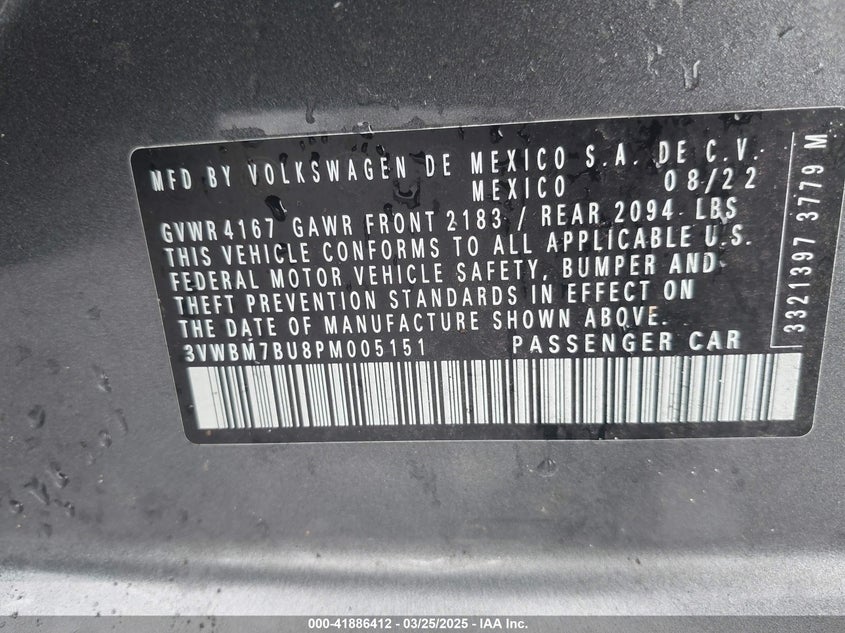 MFD BY VOLKSWAGEN DE MEXICO S.A. DE C.V.
MEXICO 08/22
GVWR 4167 GAWR FRONT 2183 / REAR 2094 LBS
THIS VEHICLE CONFORMS TO ALL APPLICABLE U.S.
FEDERAL MOTOR VEHICLE SAFETY, BUMPER AND
THEFT PREVENTION STANDARDS IN EFFECT ON
THE DATE OF MANUFACTURE SHOWN ABOVE.
3VWBM7BU8PM005151 PASSENGER CAR
3321397 3779 M
000-41886412 — 03/25/2025 — IAA Inc.